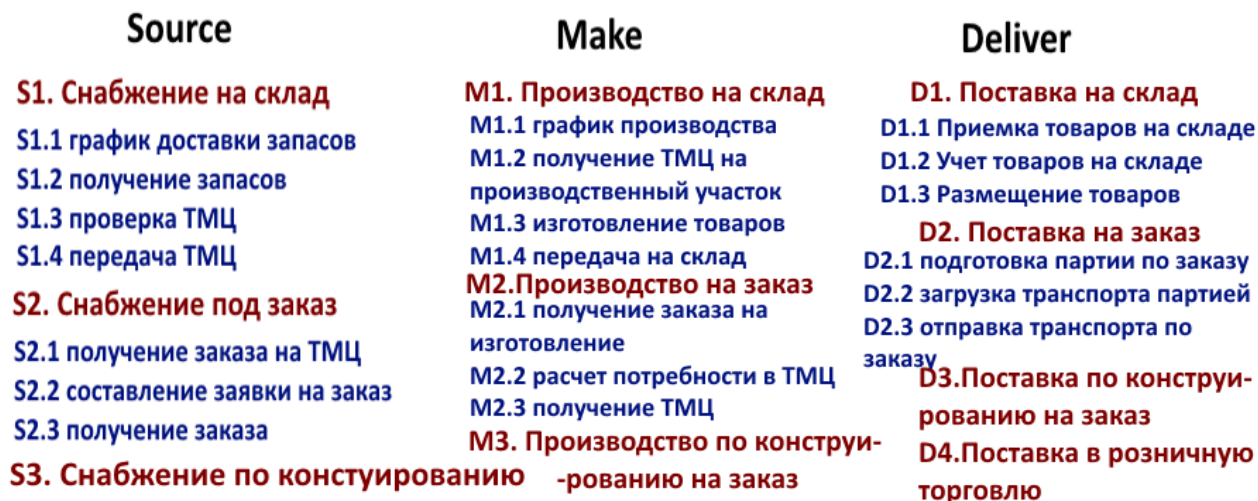 Source
S1. Снабжение на склад
S1.1 график доставки запасов
S1.2 получение запасов
S1.3 проверка ТМЦ
S1.4 передача ТМЦ
S2. Снабжение под заказ
S2.1 получение заказа на ТМЦ
S2.2 составление заявки на заказ
S2.3 получение заказа
S3. Снабжение по констуированию
Make
M1. Производство на склад
M1.1 график производства
M1.2 получение ТМЦ на
производственный участок
M1.3 изготовление товаров
M1.4 передача на склад
M2.Производство на заказ
M2.1 получение заказа на
изготовление
M2.2 расчет потребности в ТМЦ
M2.3 получение ТМЦ
M3. Производство по конструи-
-рованию на заказ
Deliver
D1. Поставка на склад
D1.1 Приемка товаров на складе
D1.2 Учет товаров на складе
D1.3 Размещение товаров
D2. Поставка на заказ
D2.1 подготовка партии по заказу
D2.2 загрузка транспорта партией
D2.3 отправка транспорта по
заказу
D3.Поставка по конструи-
рованию на заказ
D4.Поставка в розничную
торговлю